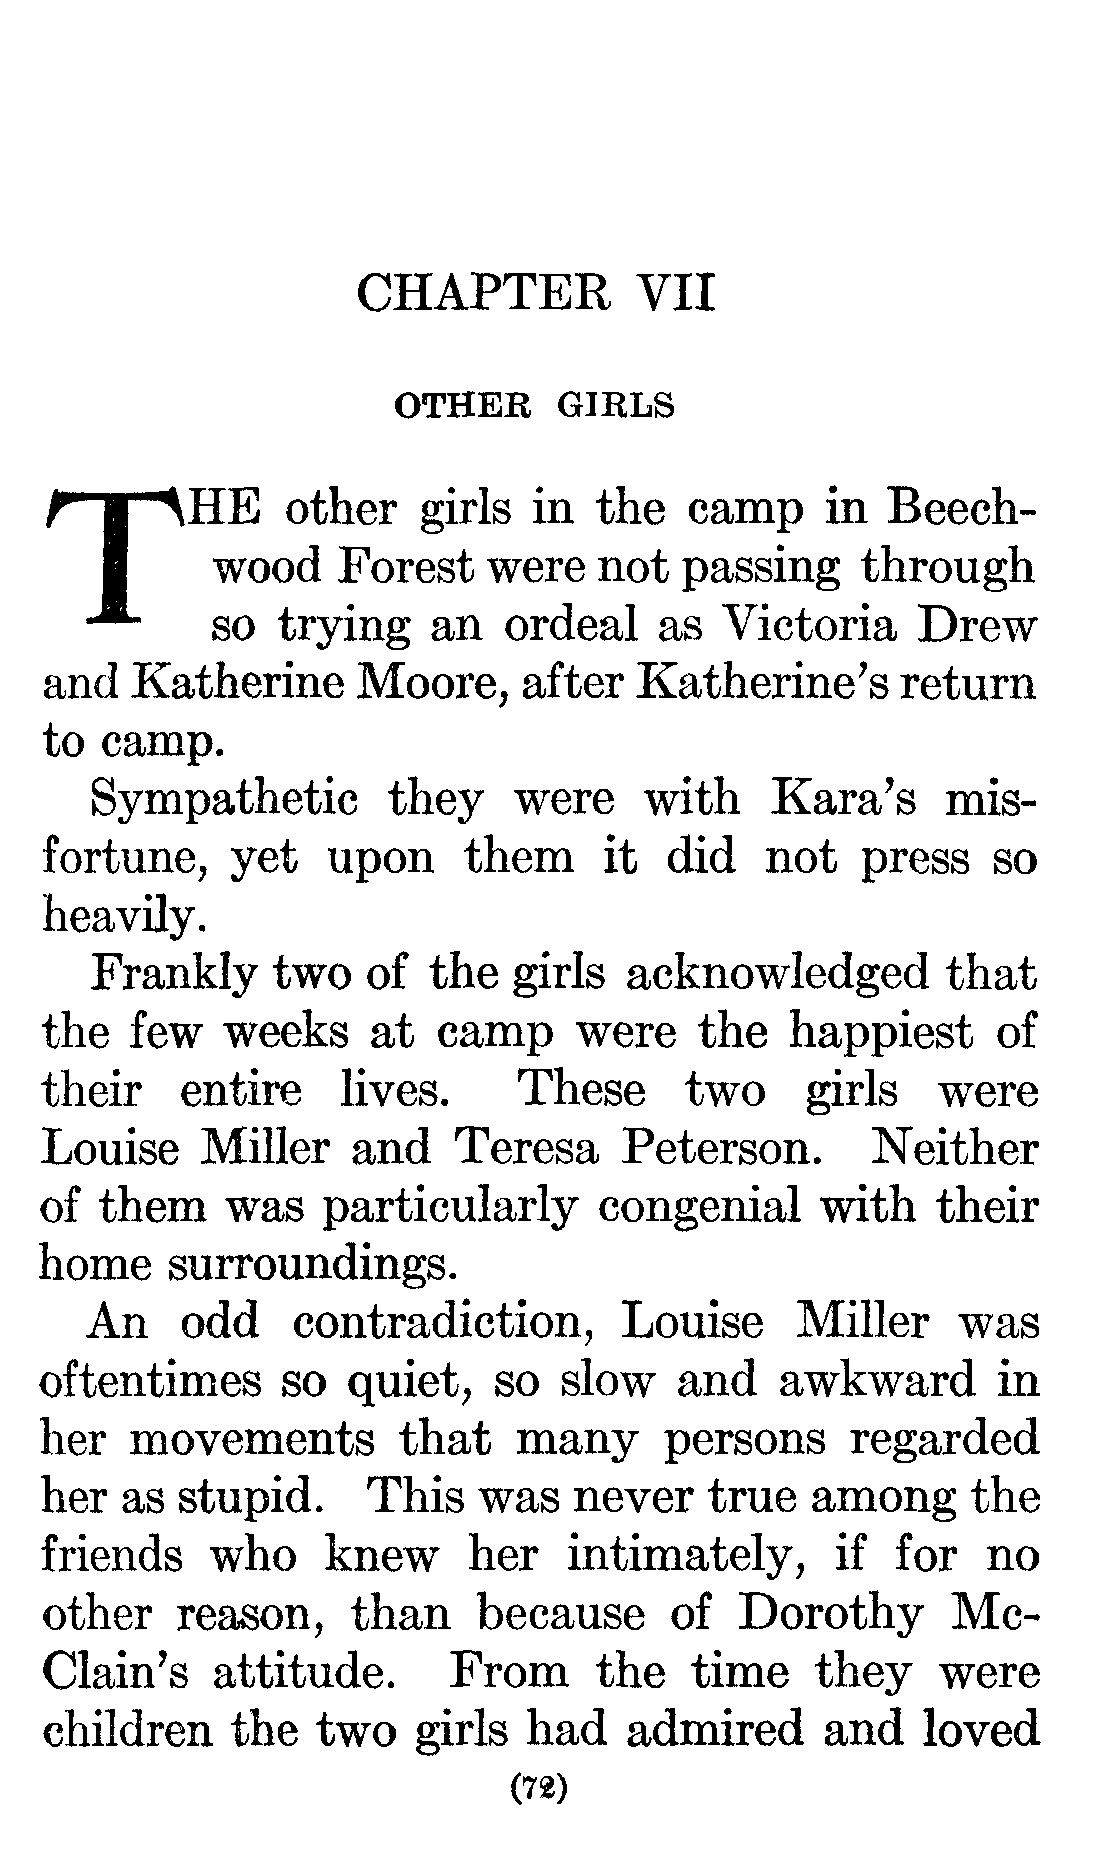 CHAPTER VII
OTHER GIRLS
THE other girls in the camp in Beech-
wood Forest were not passing through
so trying an ordeal as Victoria Drew
and Katherine Moore, after Katherine's return
to camp.
Sympathetic they were with Kara's mis-
fortune, yet upon them it did not press so
heavily.
Frankly two of the girls acknowledged that
the few weeks at camp were the happiest of
their entire lives. These two girls were
Louise Miller and Teresa Peterson. Neither
of them was particularly congenial with their
home surroundings.
An odd contradiction, Louise Miller was
oftentimes so quiet, so slow and awkward in
her movements that many persons regarded
her as stupid. This was never true among the
friends who knew her intimately, if for no
other reason, than because of Dorothy Mc-
Clain's attitude. From the time they were
children the two girls had admired and loved
(72)